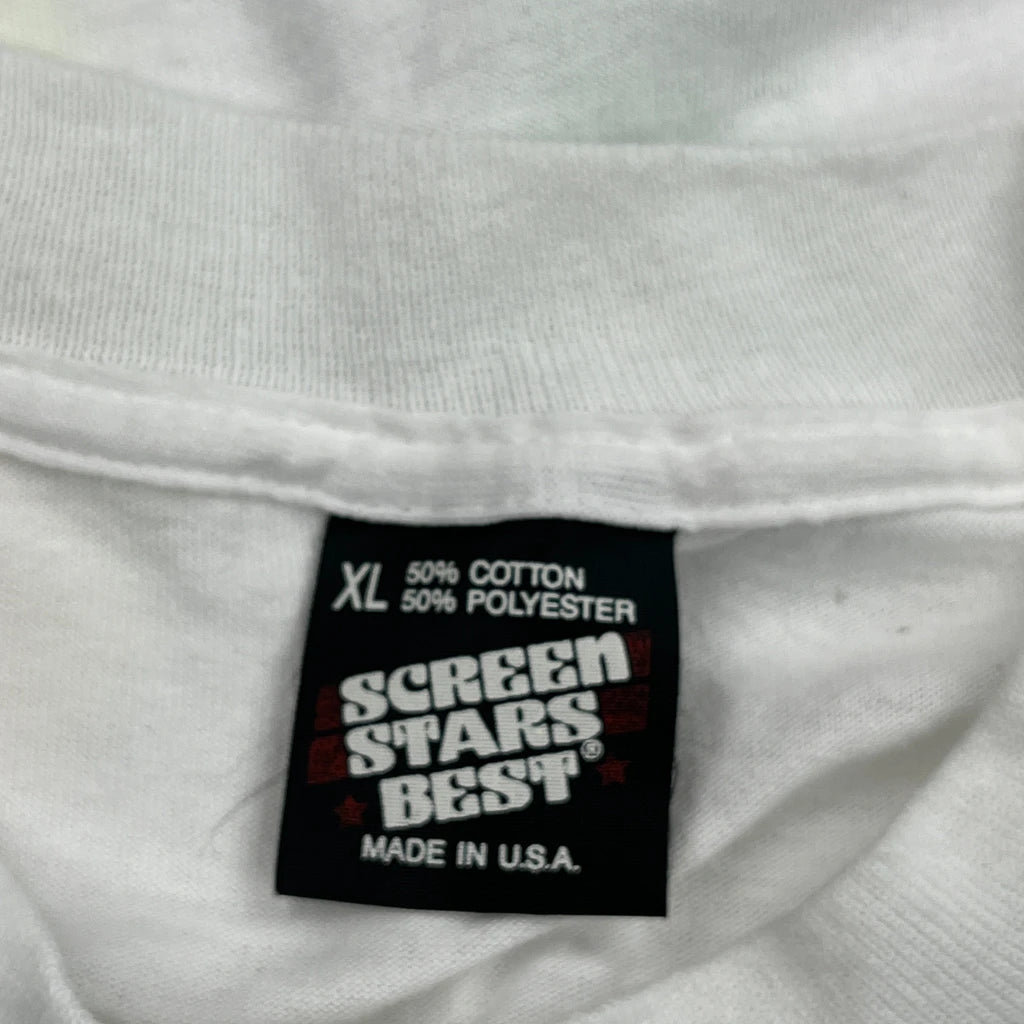 XL 50% COTTON
50% POLYESTER
SCREEN
STARS
BEST®
MADE IN U.S.A.